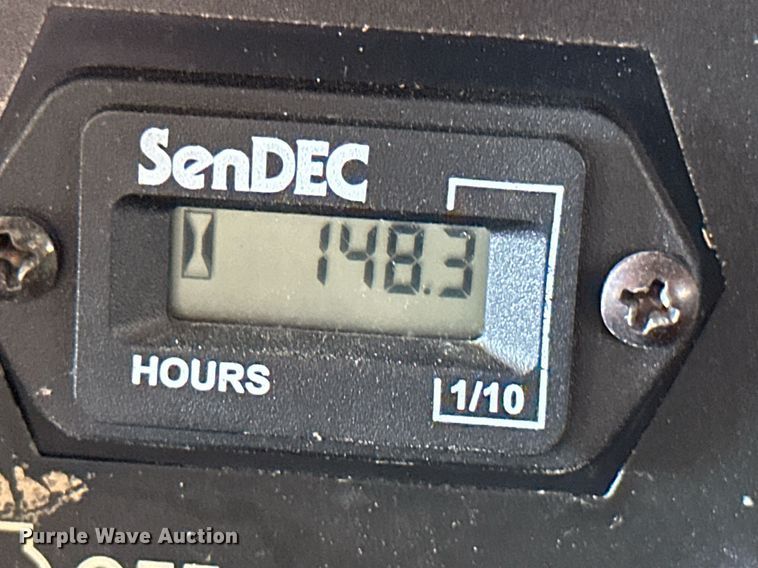 SenDEC
148.3
HOURS
1/10
Purple Wave Auction